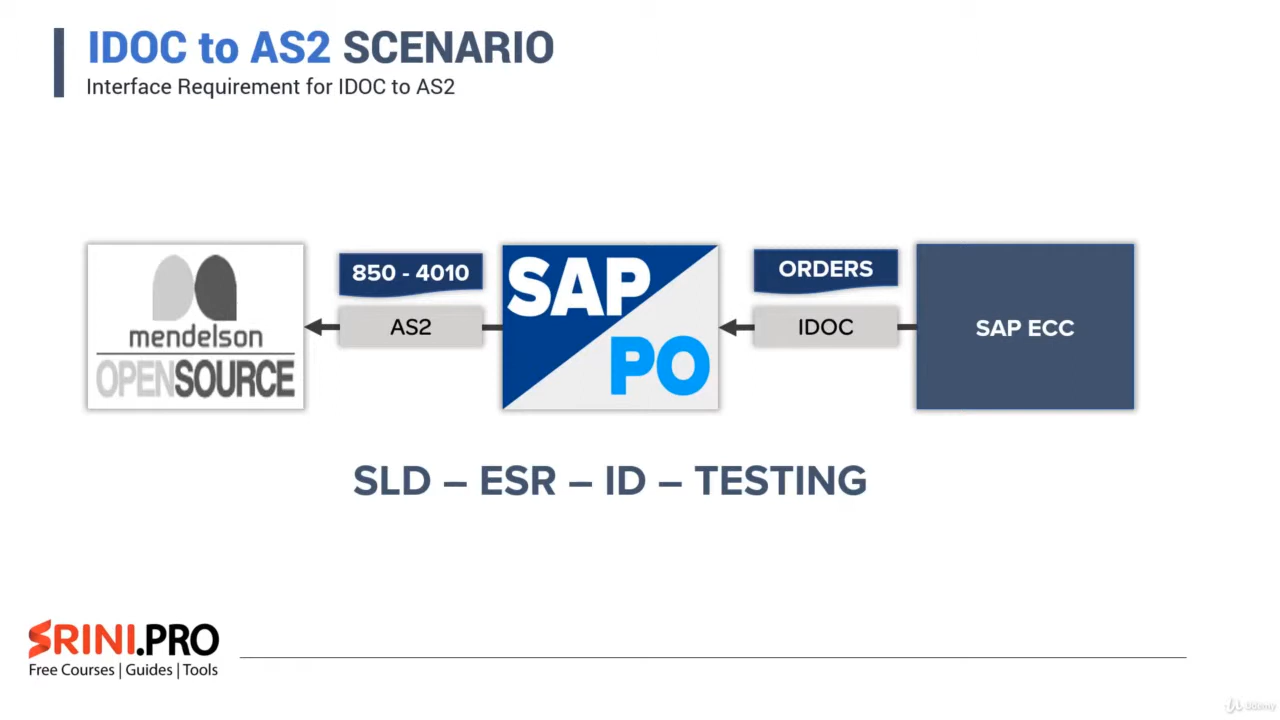 IDOC to AS2 SCENARIO
Interface Requirement for IDOC to AS2
mendelson
OPENSOURCE
850 - 4010
AS2
SAP
PO
ORDERS
IDOC
SAP ECC
SLD – ESR – ID – TESTING
SRINI.PRO
Free Courses | Guides | Tools
Udemy